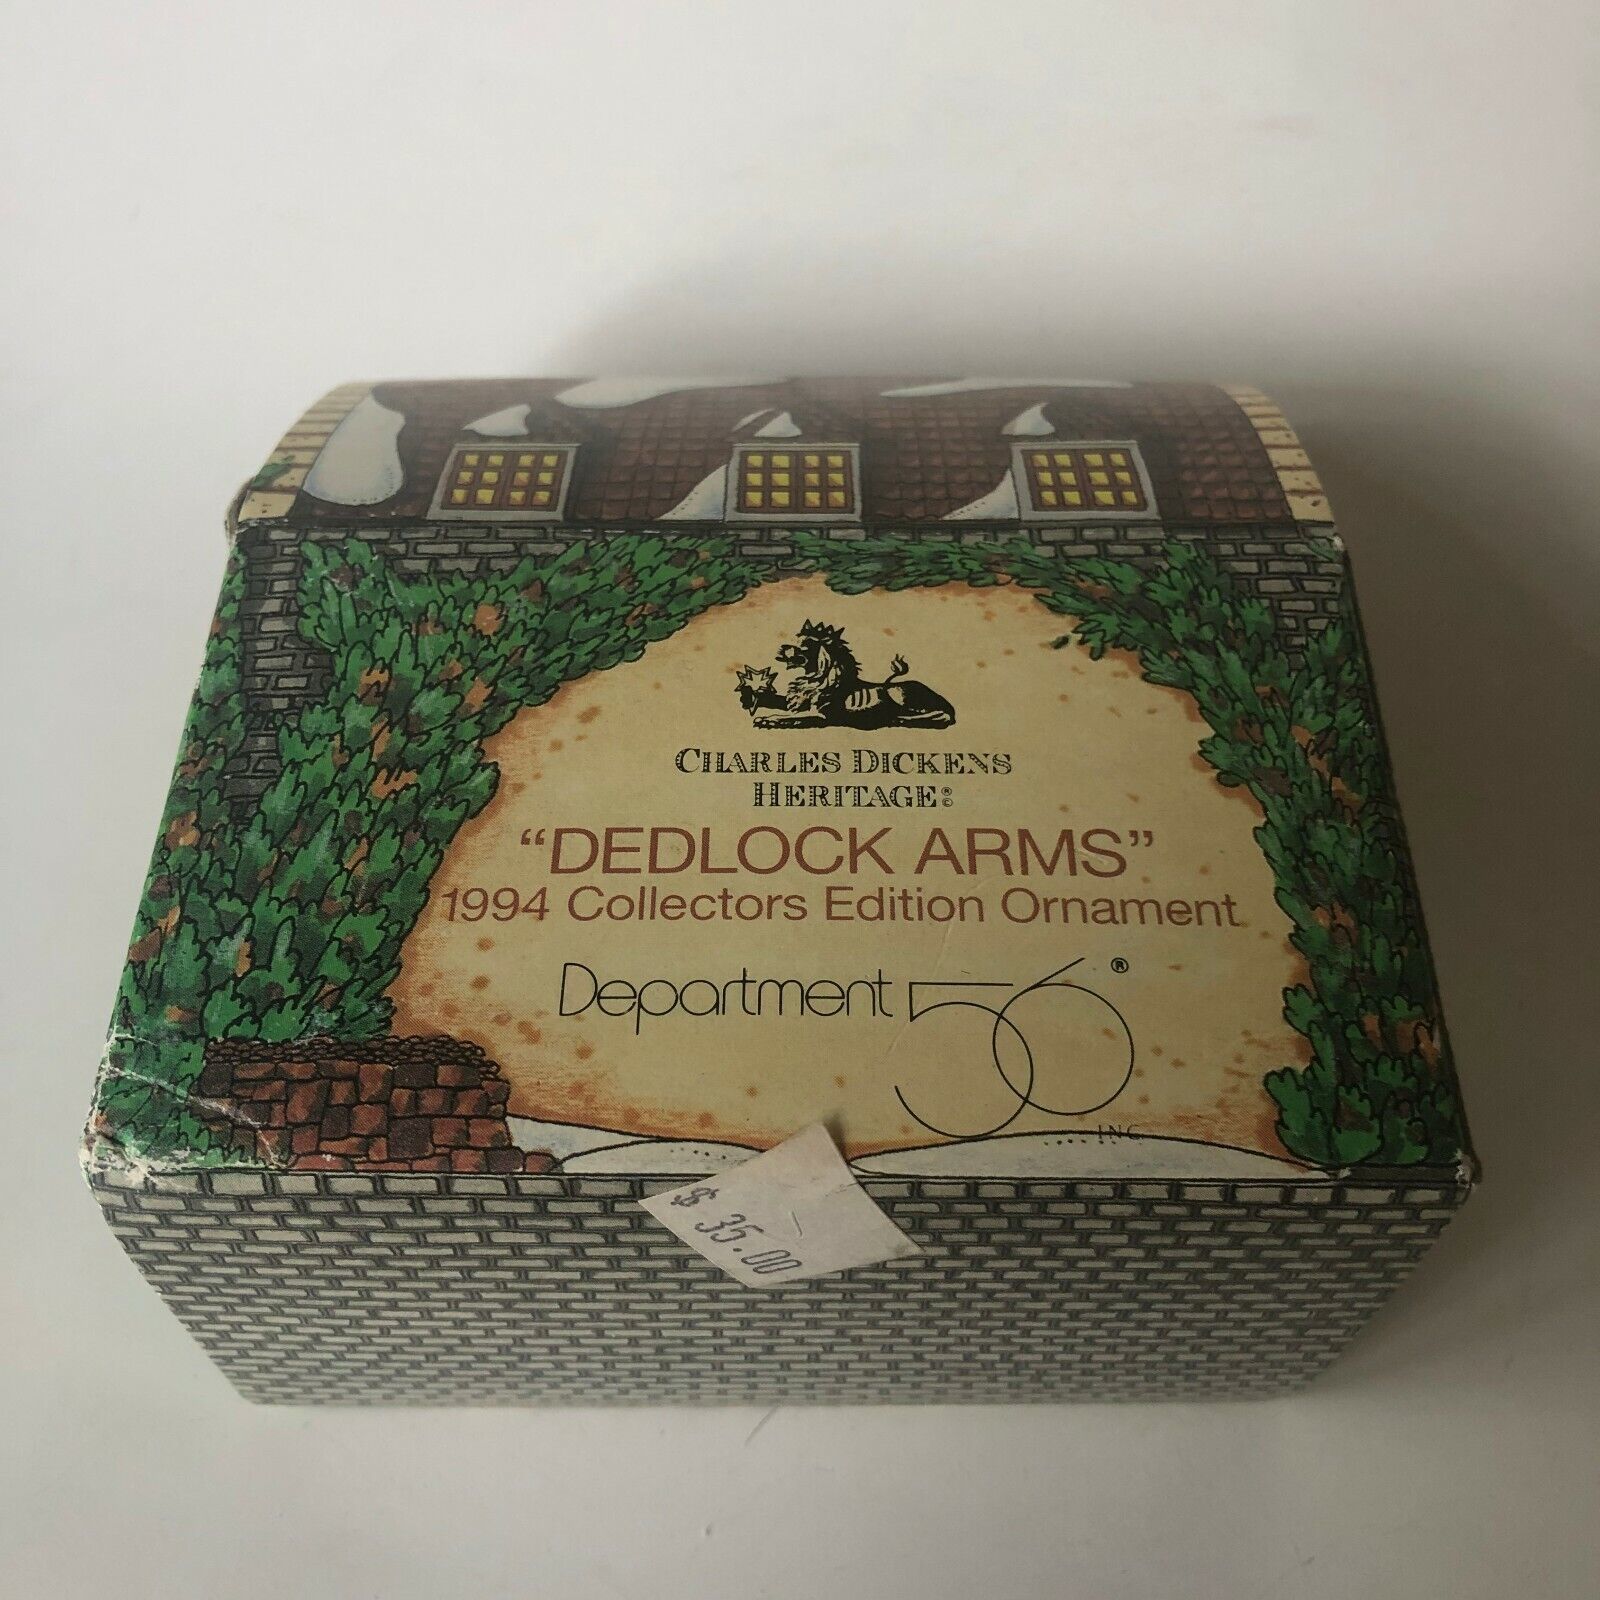 CHARLES DICKENS
HERITAGE®©
“DEDLOCK ARMS”
1994 Collectors Edition Ornament
Department 56®
INC.
$ 35.00